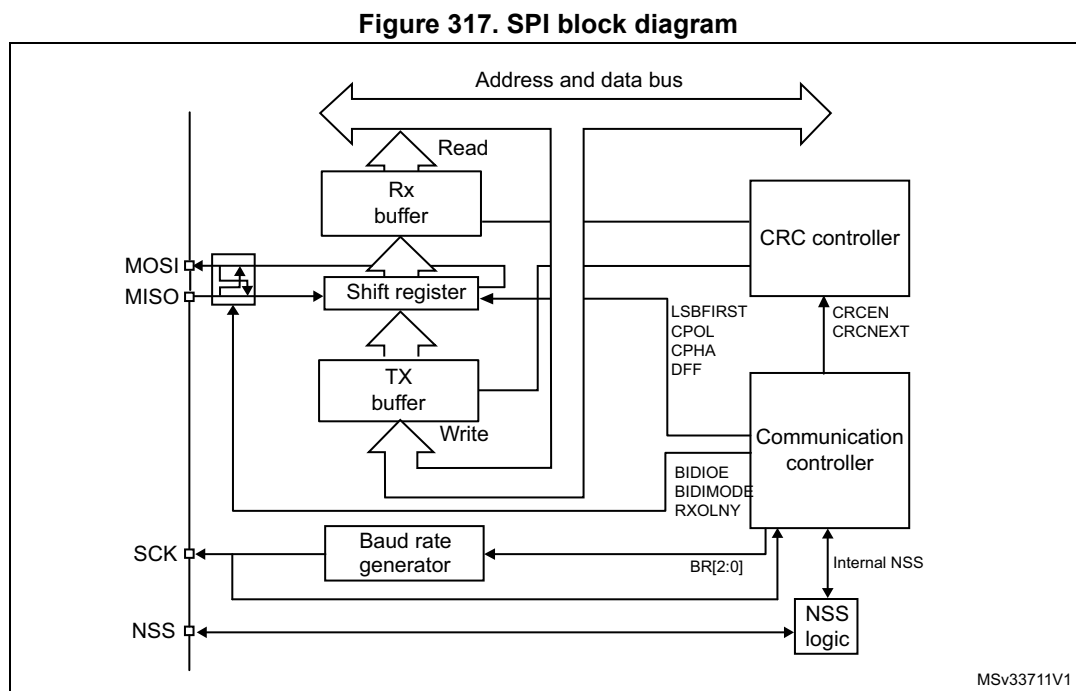 Figure 317. SPI block diagram
Address and data bus
Read
Rx
buffer
CRC controller
MOSI
MISO
Shift register
LSBFIRST
CPOL
CPHA
DFF
CRCEN
CRCNEXT
TX
buffer
Write
Communication
controller
BIDIOE
BIDIMODE
RXOLNY
SCK
Baud rate
generator
BR[2:0]
Internal NSS
NSS
NSS
logic
MSv33711V1